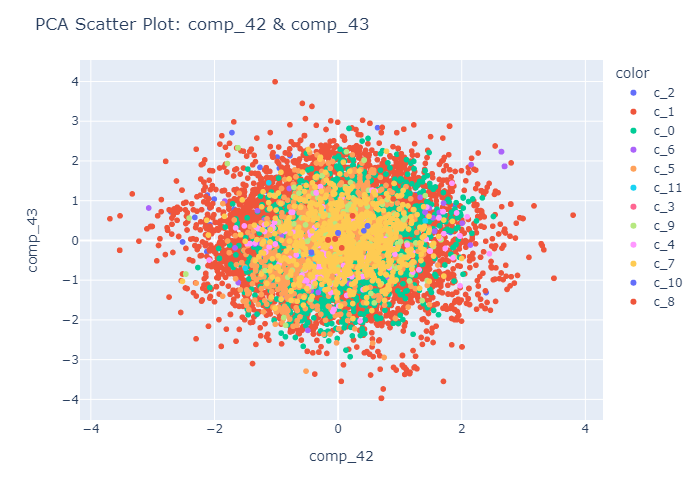 PCA Scatter Plot: comp_42 & comp_43
color
c_2
c_1
c_0
c_6
c_5
c_11
c_3
c_9
c_4
c_7
c_10
c_8
4
3
2
1
0
−1
−2
−3
−4
comp_43
−4
−2
0
2
4
comp_42